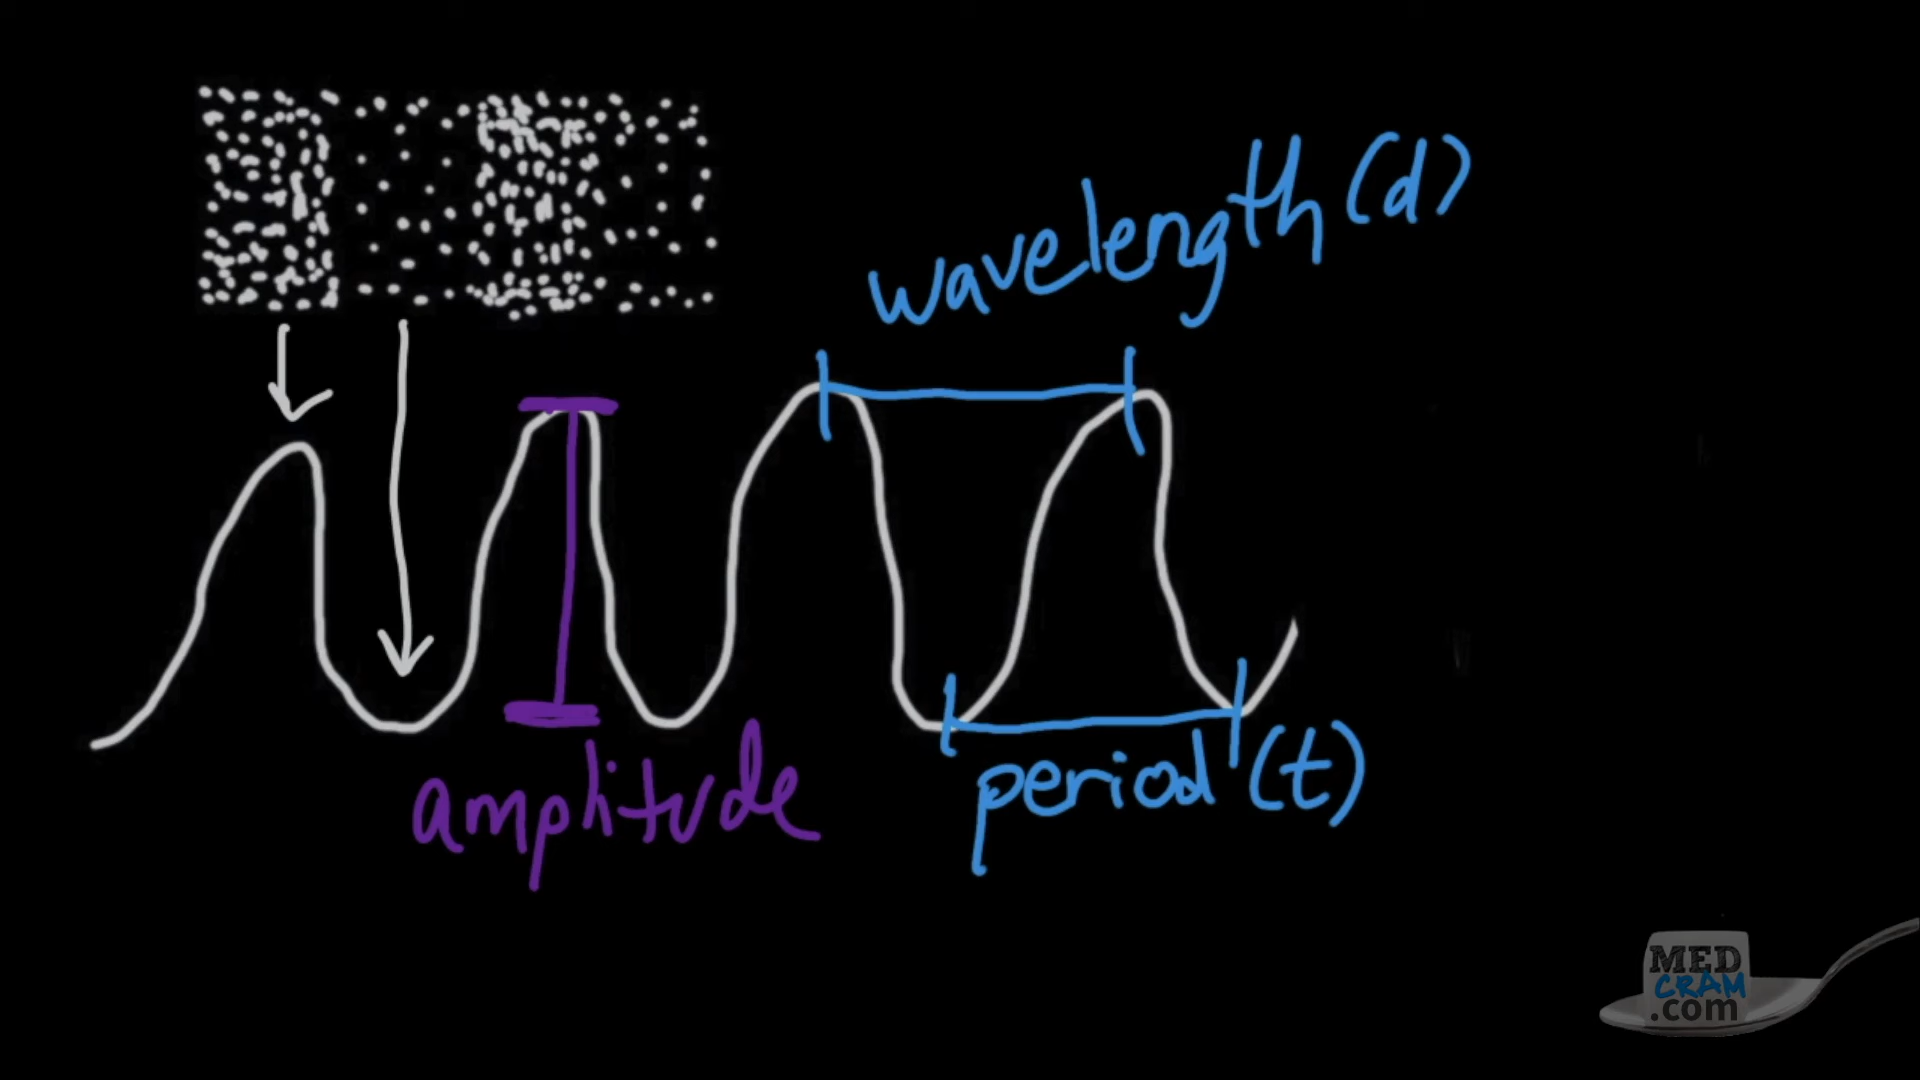 wavelength (d)
amplitude
period (t)
MED
CRAM
.com